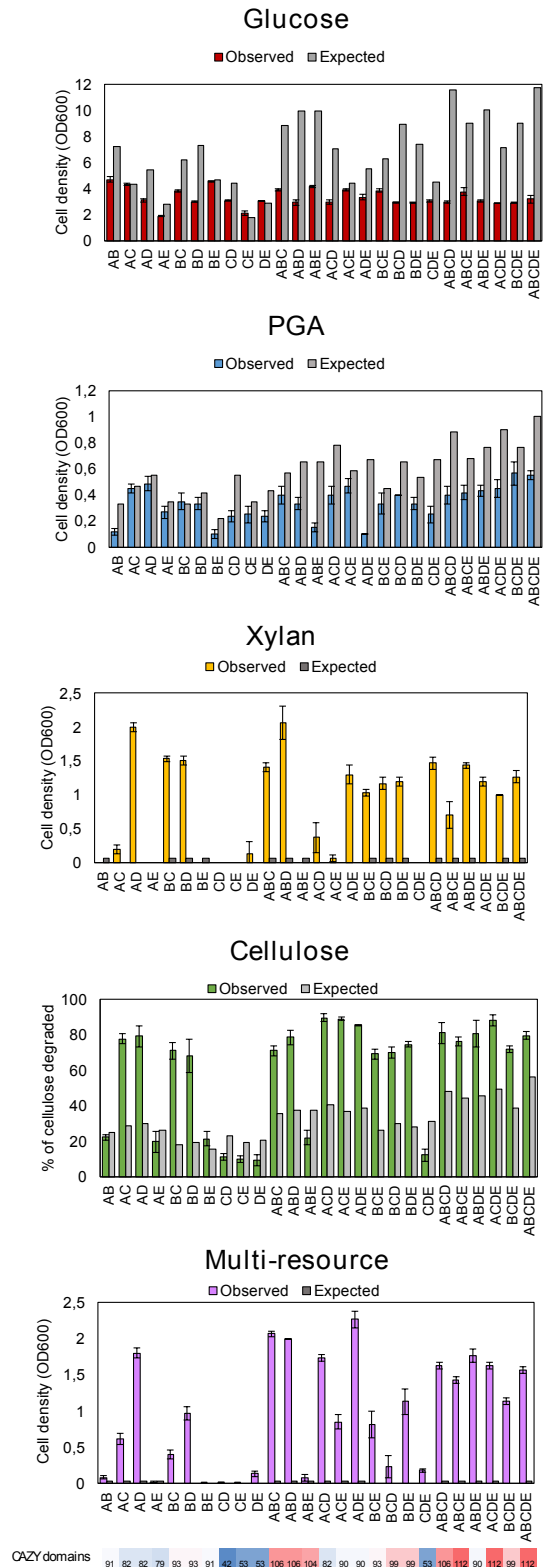 Glucose
Observed Expected
Cell density (OD600)
12
10
8
6
4
2
0
AB AC AD AE BC BD BE CD CE DE ABC ABD ABE ACD ACE ADE BCE BCD BDE CDE ABCD ABCE ABDE ACDE BCDE ABCDE
PGA
Observed Expected
Cell density (OD600)
1,2
1
0,8
0,6
0,4
0,2
0
AB AC AD AE BC BD BE CD CE DE ABC ABD ABE ACD ACE ADE BCE BCD BDE CDE ABCD ABCE ABDE ACDE BCDE ABCDE
Xylan
Observed Expected
Cell density (OD600)
2,5
2
1,5
1
0,5
0
AB AC AD AE BC BD BE CD CE DE ABC ABD ABE ACD ACE ADE BCE BCD BDE CDE ABCD ABCE ABDE ACDE BCDE ABCDE
Cellulose
Observed Expected
% of cellulose degraded
100
80
60
40
20
0
AB AC AD AE BC BD BE CD CE DE ABC ABD ABE ACD ACE ADE BCE BCD BDE CDE ABCD ABCE ABDE ACDE BCDE ABCDE
Multi-resource
Observed Expected
Cell density (OD600)
2,5
2
1,5
1
0,5
0
AB AC AD AE BC BD BE CD CE DE ABC ABD ABE ACD ACE ADE BCE BCD BDE CDE ABCD ABCE ABDE ACDE BCDE ABCDE
CAZY domains 91 82 82 79 93 93 91 42 53 53 106 106 104 82 90 90 93 99 99 53 106 112 90 112 99 112